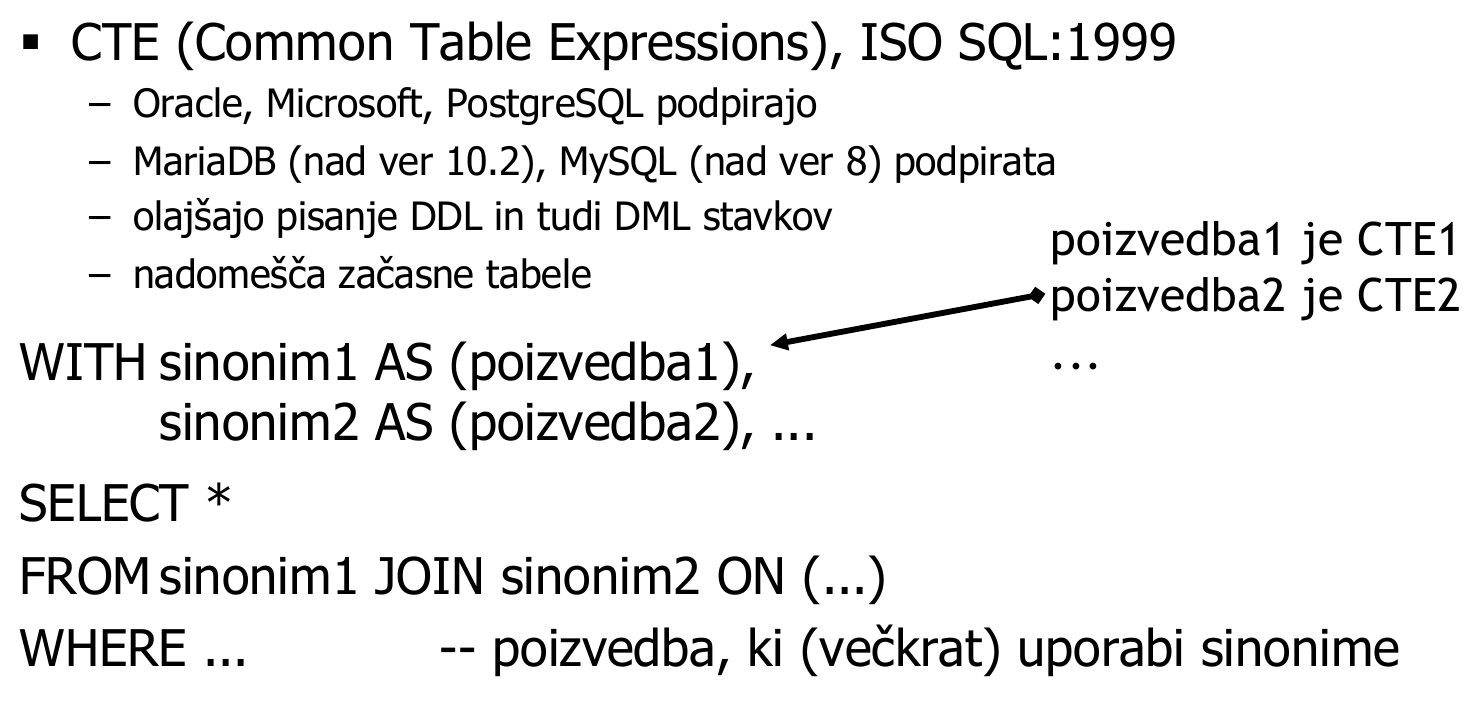 ▪ CTE (Common Table Expressions), ISO SQL:1999
– Oracle, Microsoft, PostgreSQL podpirajo
– MariaDB (nad ver 10.2), MySQL (nad ver 8) podpirata
– olajšajo pisanje DDL in tudi DML stavkov
– nadomešča začasne tabele
poizvedba1 je CTE1
poizvedba2 je CTE2
...
WITH sinonim1 AS (poizvedba1),
sinonim2 AS (poizvedba2), ...
SELECT *
FROM sinonim1 JOIN sinonim2 ON (...)
WHERE ... -- poizvedba, ki (večkrat) uporabi sinonime